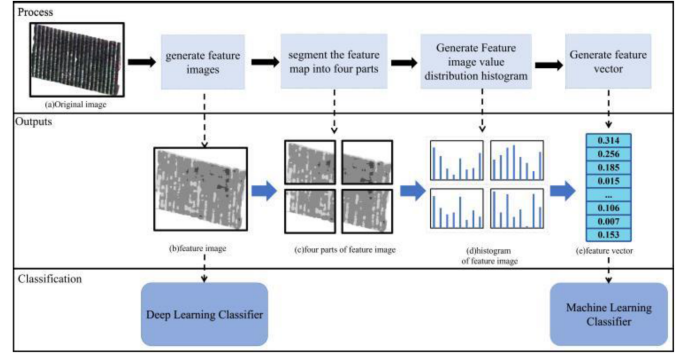 Process
generate feature
images
segment the feature
map into four parts
Generate Feature
image value
distribution histogram
Generate feature
vector
(a)Original image
Outputs
0.314
0.256
0.185
0.015
...
0.106
0.007
0.153
(b)feature image
(c)four parts of feature image
(d)histogram
of feature image
(e)feature vector
Classification
Deep Learning Classifier
Machine Learning
Classifier